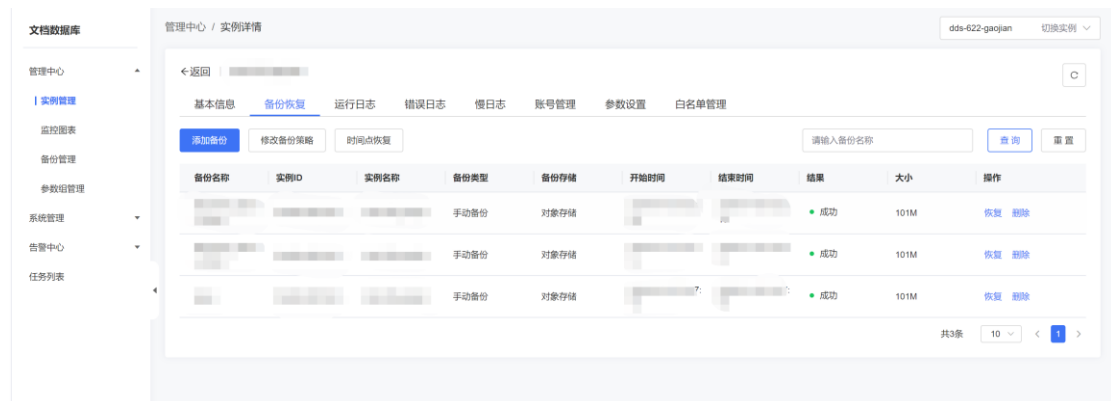 文档数据库
管理中心 / 实例详情
dds-622-gaojian 切换实例
管理中心
实例管理
监控图表
备份管理
参数组管理
系统管理
告警中心
任务列表
返回
基本信息 备份恢复 运行日志 错误日志 慢日志 账号管理 参数设置 白名单管理
添加备份 修改备份策略 时间点恢复 请输入备份名称 查询 重置
备份名称 实例ID 实例名称 备份类型 备份存储 开始时间 结束时间 结果 大小 操作
手动备份 对象存储 成功 101M 恢复 删除
手动备份 对象存储 成功 101M 恢复 删除
手动备份 对象存储 成功 101M 恢复 删除
共3条 10 < 1 >